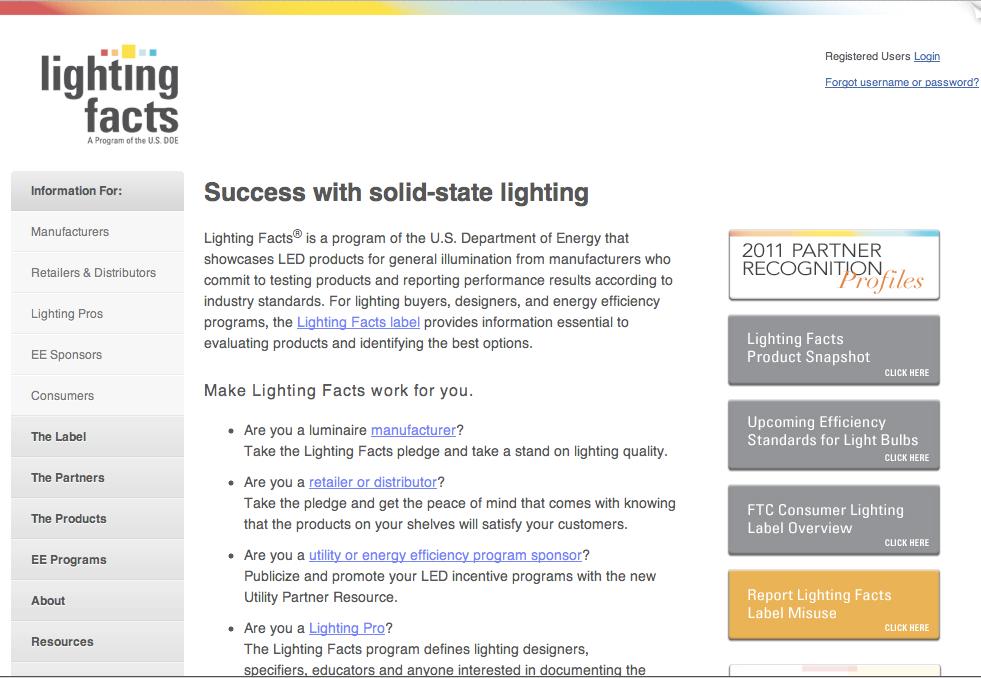 lighting
facts
A Program of the U.S. DOE
Registered Users Login
Forgot username or password?
Information For:
Manufacturers
Retailers & Distributors
Lighting Pros
EE Sponsors
Consumers
The Label
The Partners
The Products
EE Programs
About
Resources
Success with solid-state lighting
Lighting Facts® is a program of the U.S. Department of Energy that
showcases LED products for general illumination from manufacturers who
commit to testing products and reporting performance results according to
industry standards. For lighting buyers, designers, and energy efficiency
programs, the Lighting Facts label provides information essential to
evaluating products and identifying the best options.
Make Lighting Facts work for you.
• Are you a luminaire manufacturer?
Take the Lighting Facts pledge and take a stand on lighting quality.
• Are you a retailer or distributor?
Take the pledge and get the peace of mind that comes with knowing
that the products on your shelves will satisfy your customers.
• Are you a utility or energy efficiency program sponsor?
Publicize and promote your LED incentive programs with the new
Utility Partner Resource.
• Are you a Lighting Pro?
The Lighting Facts program defines lighting designers,
specifiers, educators and anyone interested in documenting the
2011 PARTNER
RECOGNITION
Profiles
Lighting Facts
Product Snapshot
CLICK HERE
Upcoming Efficiency
Standards for Light Bulbs
CLICK HERE
FTC Consumer Lighting
Label Overview
CLICK HERE
Report Lighting Facts
Label Misuse
CLICK HERE